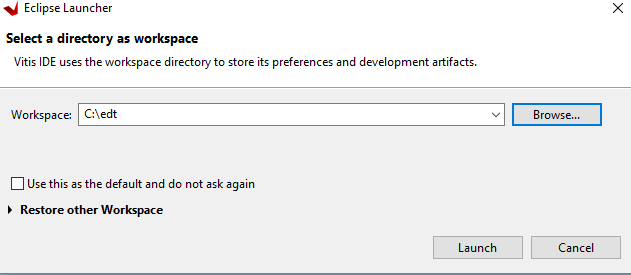 Eclipse Launcher
Select a directory as workspace
Vitis IDE uses the workspace directory to store its preferences and development artifacts.
Workspace: C:\edt Browse...
Use this as the default and do not ask again
Restore other Workspace
Launch Cancel